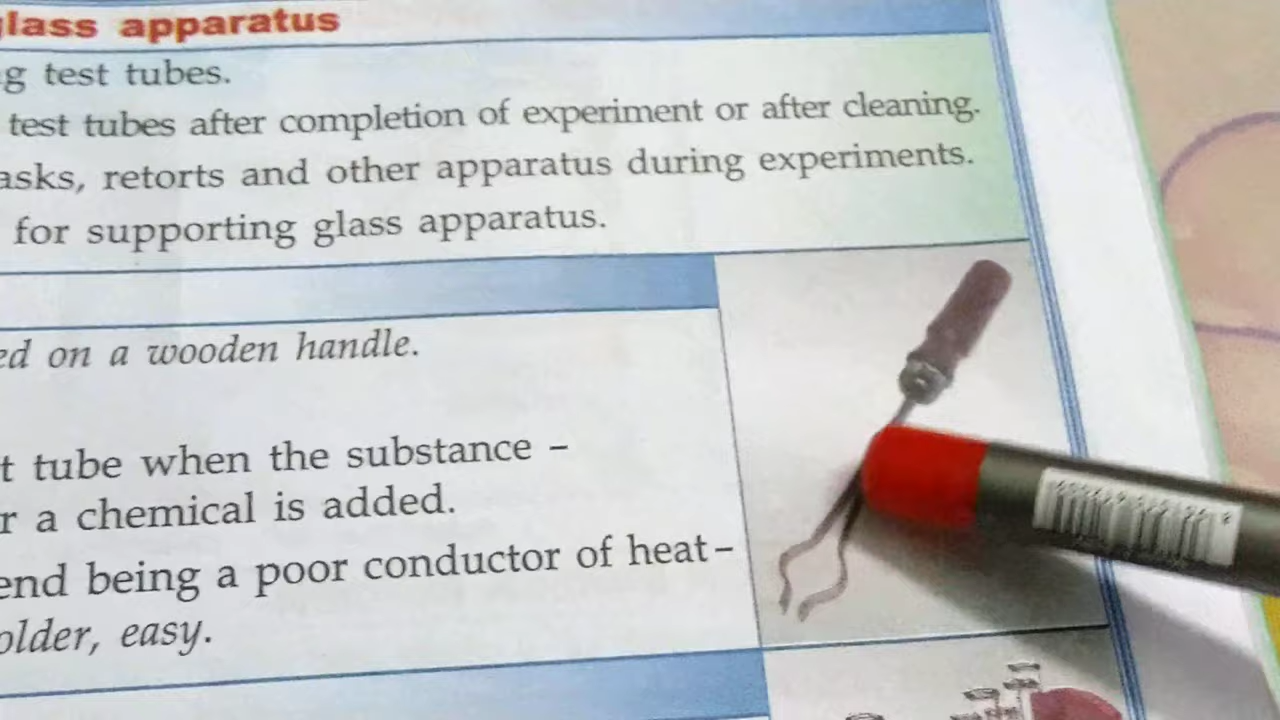 glass apparatus
g test tubes.
test tubes after completion of experiment or after cleaning.
asks, retorts and other apparatus during experiments.
for supporting glass apparatus.
ed on a wooden handle.
t tube when the substance –
r a chemical is added.
end being a poor conductor of heat–
older, easy.